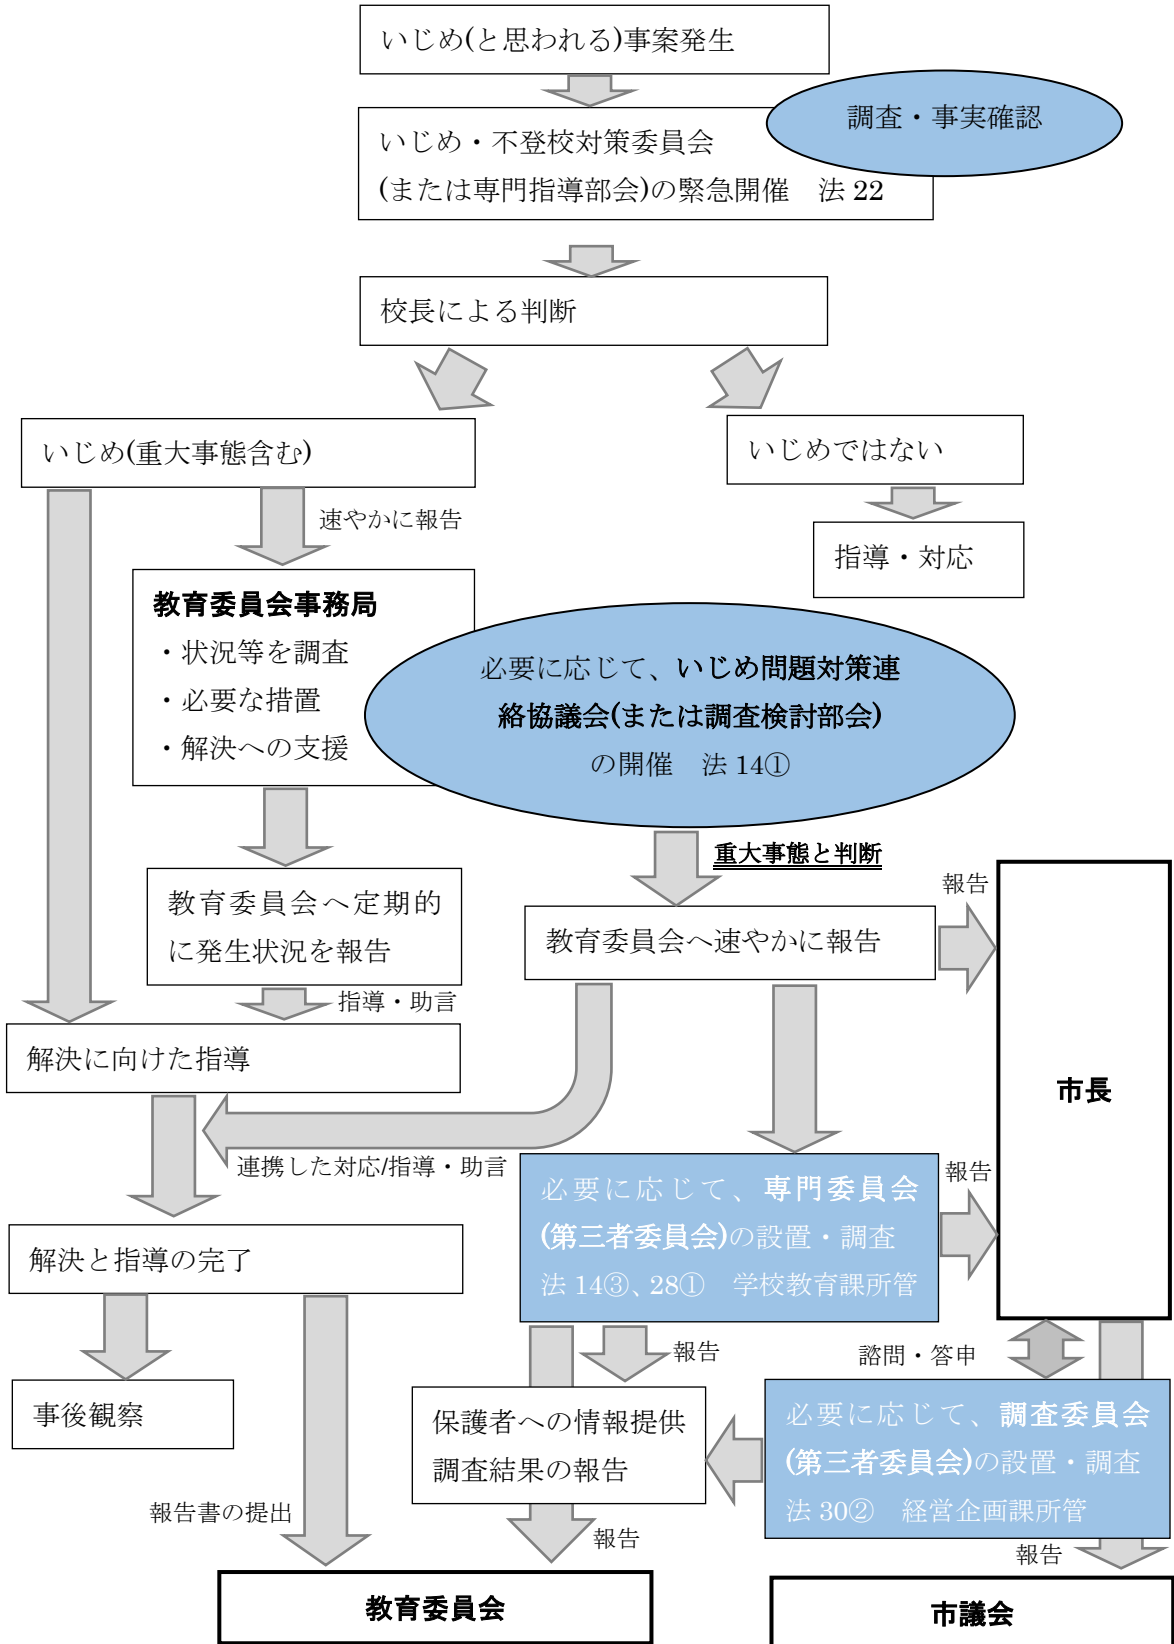 いじめ(と思われる)事案発生
調査・事実確認
いじめ・不登校対策委員会
(または専門指導部会)の緊急開催　法 22
校長による判断
いじめ(重大事態含む)
いじめではない
速やかに報告
指導・対応
教育委員会事務局
・状況等を調査
・必要な措置
・解決への支援
必要に応じて、いじめ問題対策連
絡協議会(または調査検討部会)
の開催　法 14①
重大事態と判断
教育委員会へ定期的
に発生状況を報告
教育委員会へ速やかに報告
報告
指導・助言
解決に向けた指導
市長
連携した対応/指導・助言
必要に応じて、専門委員会
(第三者委員会)の設置・調査
法 14③、28①　学校教育課所管
報告
解決と指導の完了
報告
諮問・答申
事後観察
保護者への情報提供
調査結果の報告
必要に応じて、調査委員会
(第三者委員会)の設置・調査
法 30②　経営企画課所管
報告書の提出
報告
報告
教育委員会
市議会